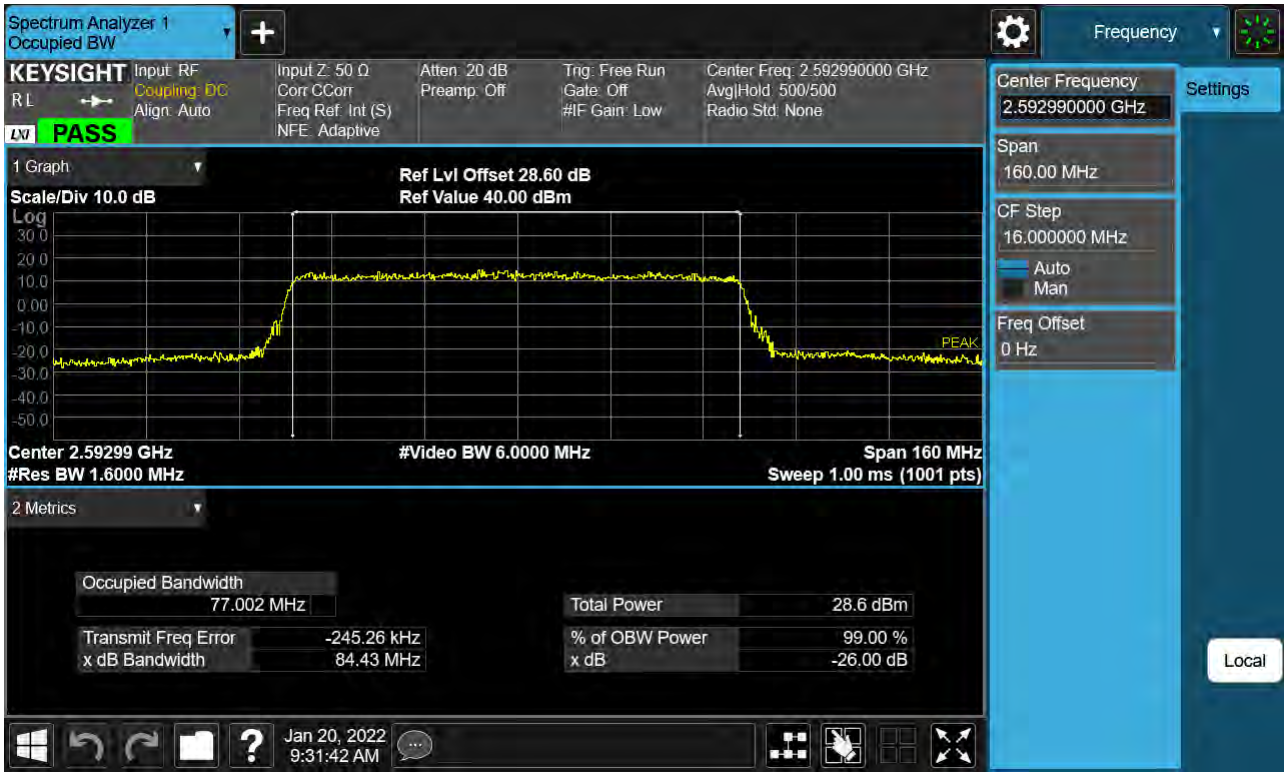 Spectrum Analyzer 1
Occupied BW
Frequency
KEYSIGHT
R L
LXI
PASS
Input: RF
Coupling: DC
Align: Auto
Input Z: 50 Ω
Corr CCorr
Freq Ref: Int (S)
NFE: Adaptive
Atten: 20 dB
Preamp: Off
Trig: Free Run
Gate: Off
#IF Gain: Low
Center Freq: 2.592990000 GHz
Avg|Hold: 500/500
Radio Std: None
Center Frequency
2.592990000 GHz
Settings
Span
160.00 MHz
CF Step
16.000000 MHz
Auto
Man
Freq Offset
0 Hz
1 Graph
Ref Lvl Offset 28.60 dB
Scale/Div 10.0 dB
Ref Value 40.00 dBm
Log
30.0
20.0
10.0
0.00
-10.0
-20.0
-30.0
-40.0
-50.0
PEAK
Center 2.59299 GHz
#Video BW 6.0000 MHz
Span 160 MHz
#Res BW 1.6000 MHz
Sweep 1.00 ms (1001 pts)
2 Metrics
Occupied Bandwidth
77.002 MHz
Total Power 28.6 dBm
Transmit Freq Error -245.26 kHz
% of OBW Power 99.00 %
x dB Bandwidth 84.43 MHz
x dB -26.00 dB
Local
?
Jan 20, 2022
9:31:42 AM